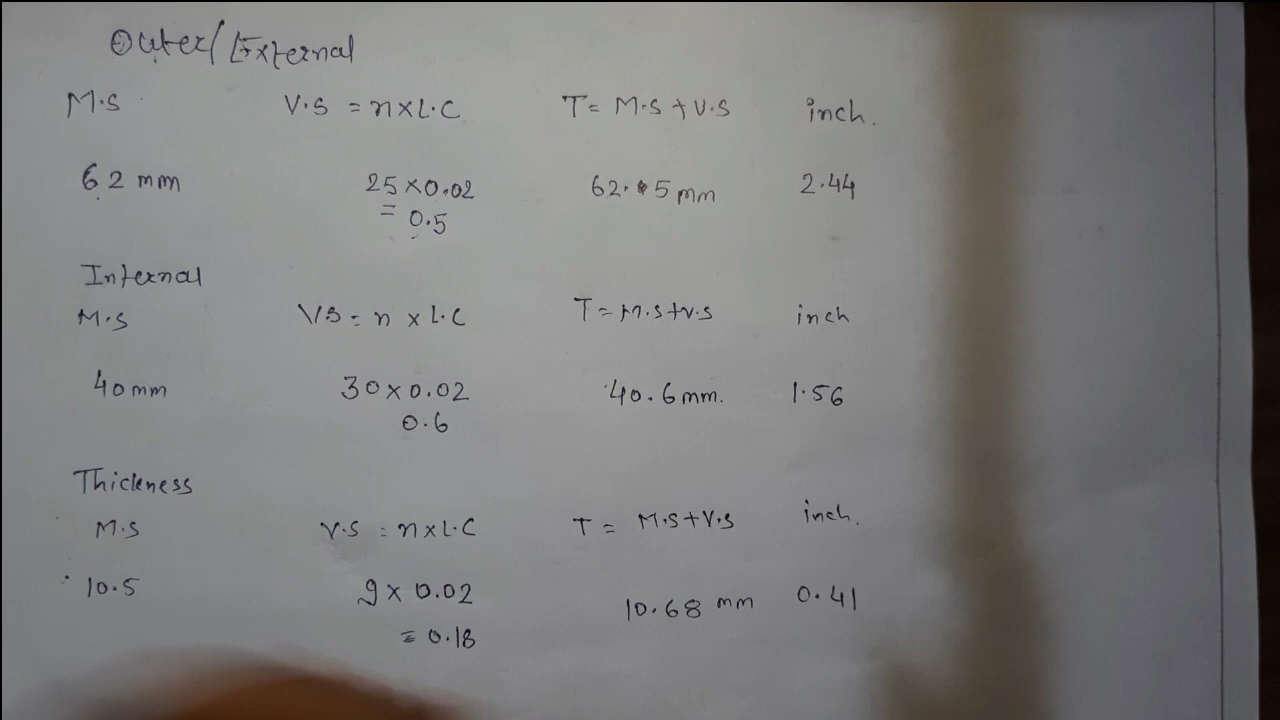 Outer/External
M.S V.S = n×L.C T= M.S + V.S inch.
62 mm 25×0.02 62.5 mm 2.44
= 0.5
Internal
M.S VS = n × L.C T=M.S+V.S inch
40mm 30×0.02 40.6mm. 1.56
0.6
Thickness
M.S V.S = n×L.C T = M.S+V.S inch.
10.5 9× 0.02 10.68 mm 0.41
= 0.18